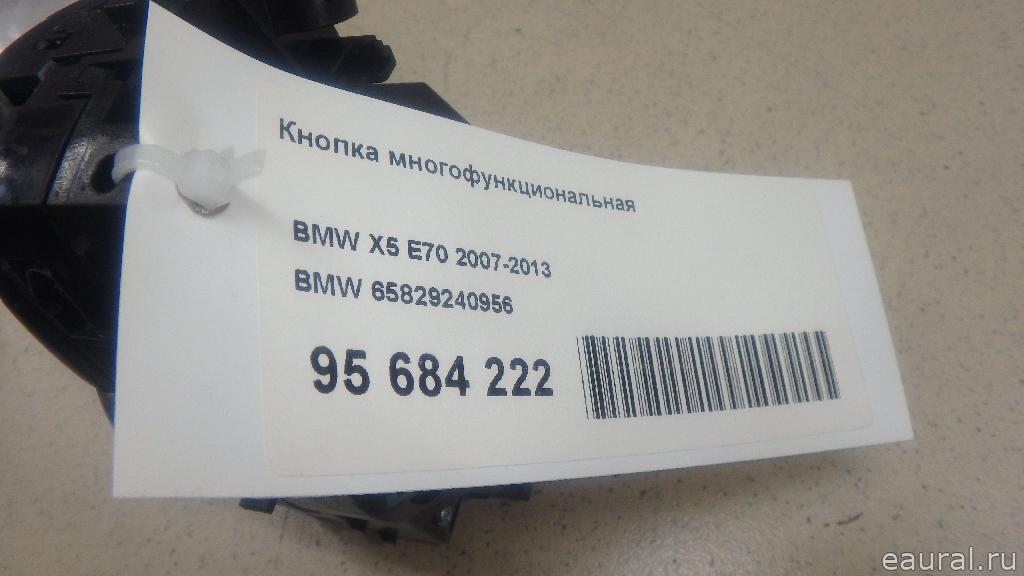 Кнопка многофункциональная
BMW X5 E70 2007-2013
BMW 65829240956
95 684 222
eaural.ru